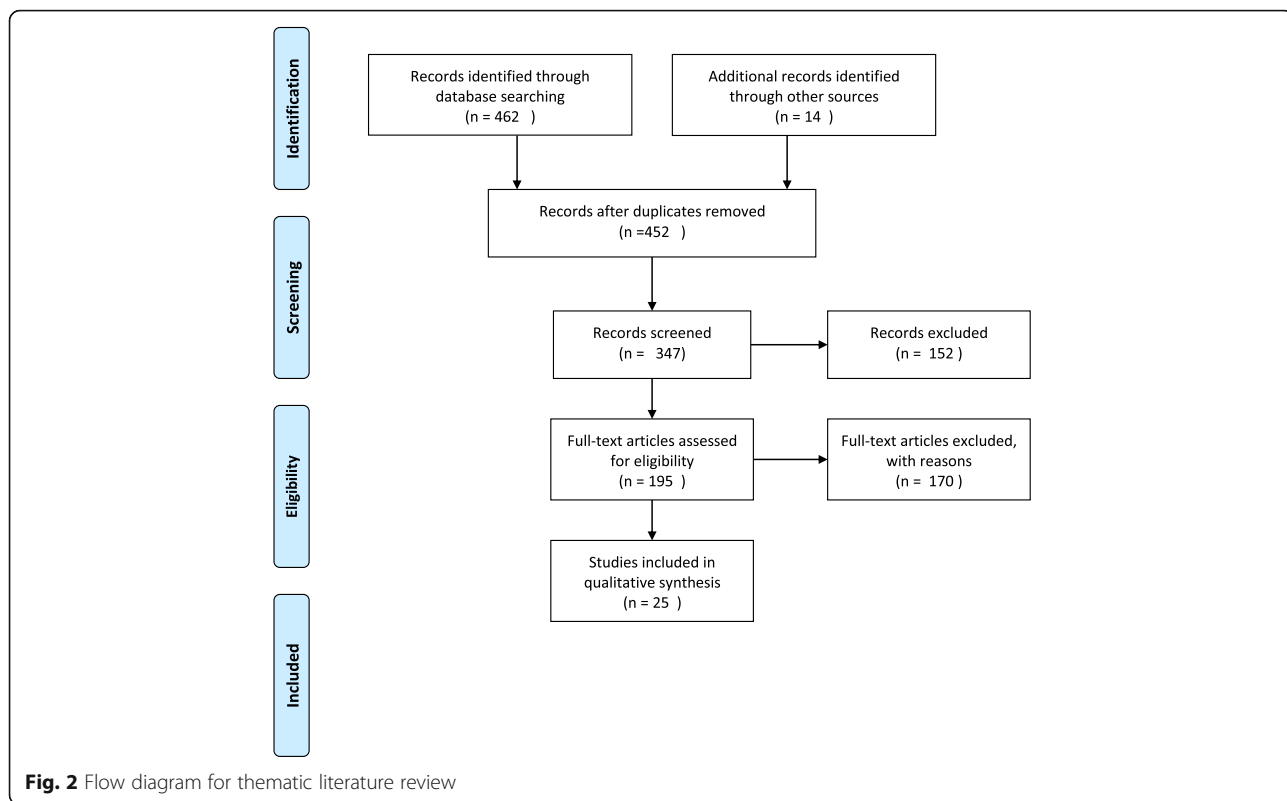 Identification
Records identified through
database searching
(n = 462   )
Additional records identified
through other sources
(n = 14   )
Records after duplicates removed
(n =452   )
Screening
Records screened
(n =   347)
Records excluded
(n =  152 )
Eligibility
Full-text articles assessed
for eligibility
(n = 195   )
Full-text articles excluded,
with reasons
(n =  170 )
Studies included in
qualitative synthesis
(n = 25   )
Included
Fig. 2 Flow diagram for thematic literature review